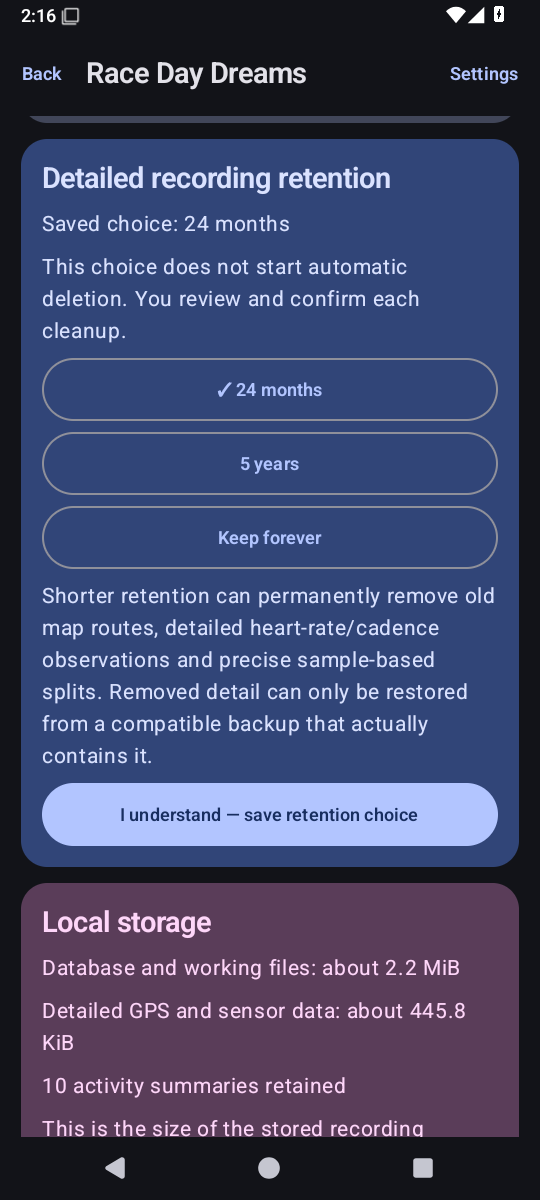 2:16
Back Race Day Dreams Settings
Detailed recording retention
Saved choice: 24 months
This choice does not start automatic
deletion. You review and confirm each
cleanup.
✓ 24 months
5 years
Keep forever
Shorter retention can permanently remove old
map routes, detailed heart-rate/cadence
observations and precise sample-based
splits. Removed detail can only be restored
from a compatible backup that actually
contains it.
I understand — save retention choice
Local storage
Database and working files: about 2.2 MiB
Detailed GPS and sensor data: about 445.8
KiB
10 activity summaries retained
This is the size of the stored recording